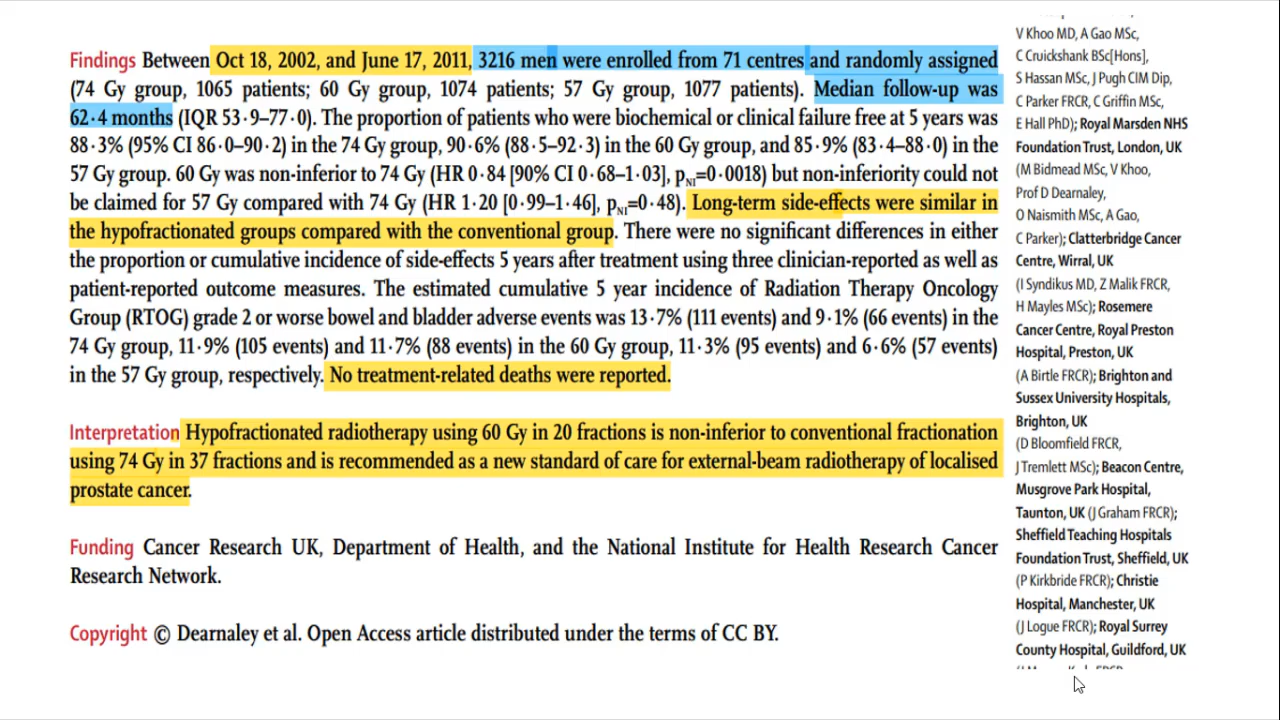 Findings Between Oct 18, 2002, and June 17, 2011, 3216 men were enrolled from 71 centres and randomly assigned
(74 Gy group, 1065 patients; 60 Gy group, 1074 patients; 57 Gy group, 1077 patients). Median follow-up was
62·4 months (IQR 53·9–77·0). The proportion of patients who were biochemical or clinical failure free at 5 years was
88·3% (95% CI 86·0–90·2) in the 74 Gy group, 90·6% (88·5–92·3) in the 60 Gy group, and 85·9% (83·4–88·0) in the
57 Gy group. 60 Gy was non-inferior to 74 Gy (HR 0·84 [90% CI 0·68–1·03], pNI=0·0018) but non-inferiority could not
be claimed for 57 Gy compared with 74 Gy (HR 1·20 [0·99–1·46], pNI=0·48). Long-term side-effects were similar in
the hypofractionated groups compared with the conventional group. There were no significant differences in either
the proportion or cumulative incidence of side-effects 5 years after treatment using three clinician-reported as well as
patient-reported outcome measures. The estimated cumulative 5 year incidence of Radiation Therapy Oncology
Group (RTOG) grade 2 or worse bowel and bladder adverse events was 13·7% (111 events) and 9·1% (66 events) in the
74 Gy group, 11·9% (105 events) and 11·7% (88 events) in the 60 Gy group, 11·3% (95 events) and 6·6% (57 events)
in the 57 Gy group, respectively. No treatment-related deaths were reported.
Interpretation Hypofractionated radiotherapy using 60 Gy in 20 fractions is non-inferior to conventional fractionation
using 74 Gy in 37 fractions and is recommended as a new standard of care for external-beam radiotherapy of localised
prostate cancer.
Funding Cancer Research UK, Department of Health, and the National Institute for Health Research Cancer
Research Network.
Copyright © Dearnaley et al. Open Access article distributed under the terms of CC BY.
V Khoo MD, A Gao MSc,
C Cruickshank BSc[Hons],
S Hassan MSc, J Pugh CIM Dip,
C Parker FRCR, C Griffin MSc,
E Hall PhD); Royal Marsden NHS
Foundation Trust, London, UK
(M Bidmead MSc, V Khoo,
Prof D Dearnaley,
O Naismith MSc, A Gao,
C Parker); Clatterbridge Cancer
Centre, Wirral, UK
(I Syndikus MD, Z Malik FRCR,
H Mayles MSc); Rosemere
Cancer Centre, Royal Preston
Hospital, Preston, UK
(A Birtle FRCR); Brighton and
Sussex University Hospitals,
Brighton, UK
(D Bloomfield FRCR,
J Tremlett MSc); Beacon Centre,
Musgrove Park Hospital,
Taunton, UK (J Graham FRCR);
Sheffield Teaching Hospitals
Foundation Trust, Sheffield, UK
(P Kirkbride FRCR); Christie
Hospital, Manchester, UK
(J Logue FRCR); Royal Surrey
County Hospital, Guildford, UK